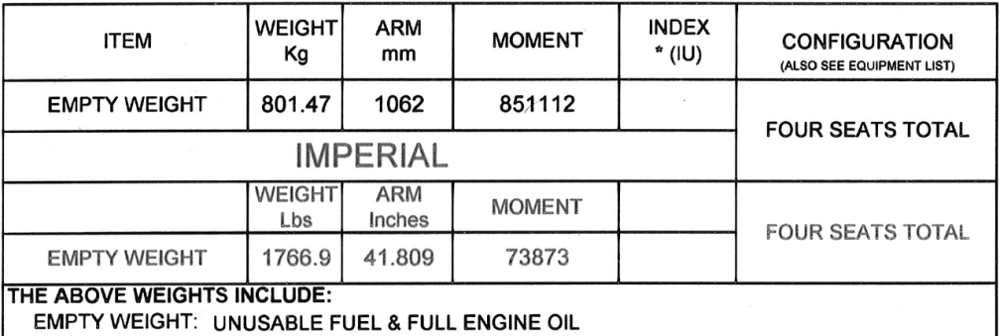 ITEM WEIGHT Kg ARM mm MOMENT INDEX * (IU) CONFIGURATION (ALSO SEE EQUIPMENT LIST)
EMPTY WEIGHT 801.47 1062 851112 FOUR SEATS TOTAL
IMPERIAL
WEIGHT Lbs ARM Inches MOMENT
EMPTY WEIGHT 1766.9 41.809 73873 FOUR SEATS TOTAL
THE ABOVE WEIGHTS INCLUDE:
EMPTY WEIGHT: UNUSABLE FUEL & FULL ENGINE OIL